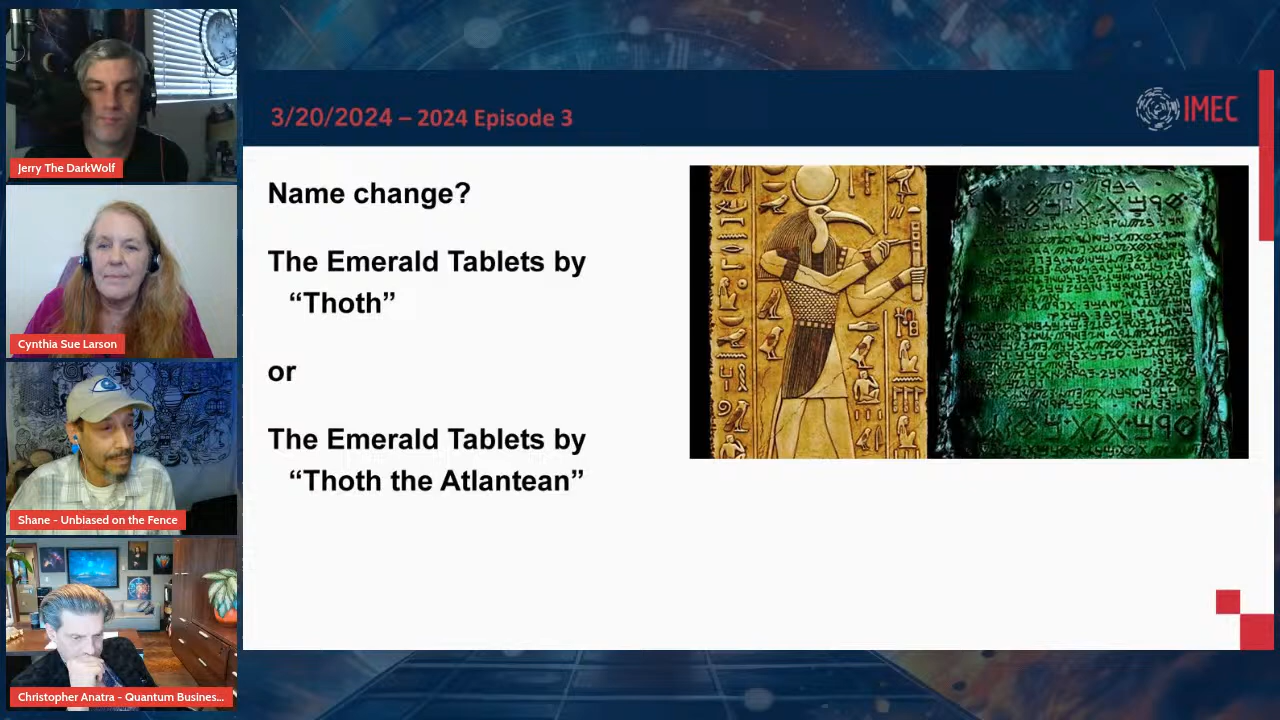 Jerry The DarkWolf
Cynthia Sue Larson
Shane - Unbiased on the Fence
Christopher Anatra - Quantum Busines...
3/20/2024 – 2024 Episode 3
IMEC
Name change?
The Emerald Tablets by
“Thoth”
or
The Emerald Tablets by
“Thoth the Atlantean”